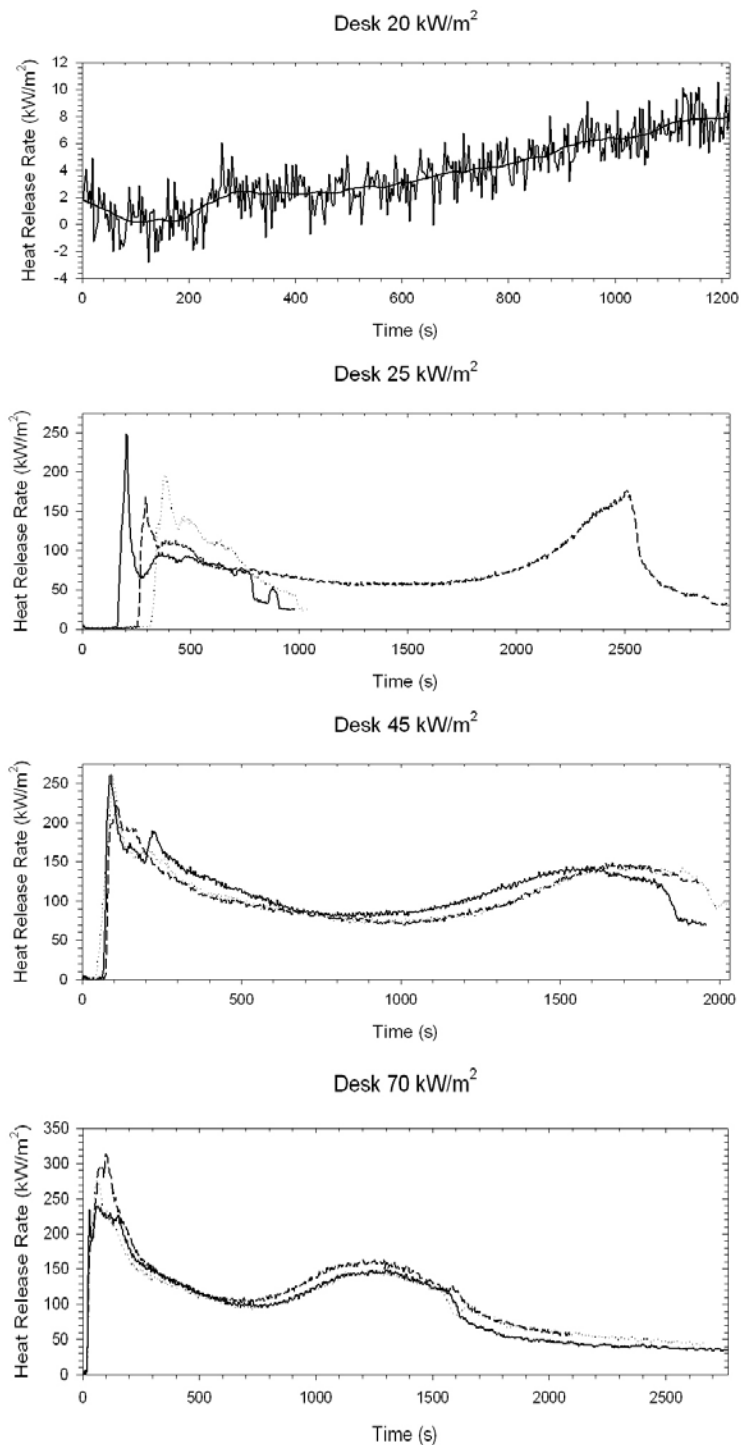 Desk 20 kW/m²
Heat Release Rate (kW/m²)
12
10
8
6
4
2
0
-2
-4
0 200 400 600 800 1000 1200
Time (s)
Desk 25 kW/m²
Heat Release Rate (kW/m²)
250
200
150
100
50
0
0 500 1000 1500 2000 2500
Time (s)
Desk 45 kW/m²
Heat Release Rate (kW/m²)
250
200
150
100
50
0
0 500 1000 1500 2000
Time (s)
Desk 70 kW/m²
Heat Release Rate (kW/m²)
350
300
250
200
150
100
50
0
0 500 1000 1500 2000 2500
Time (s)